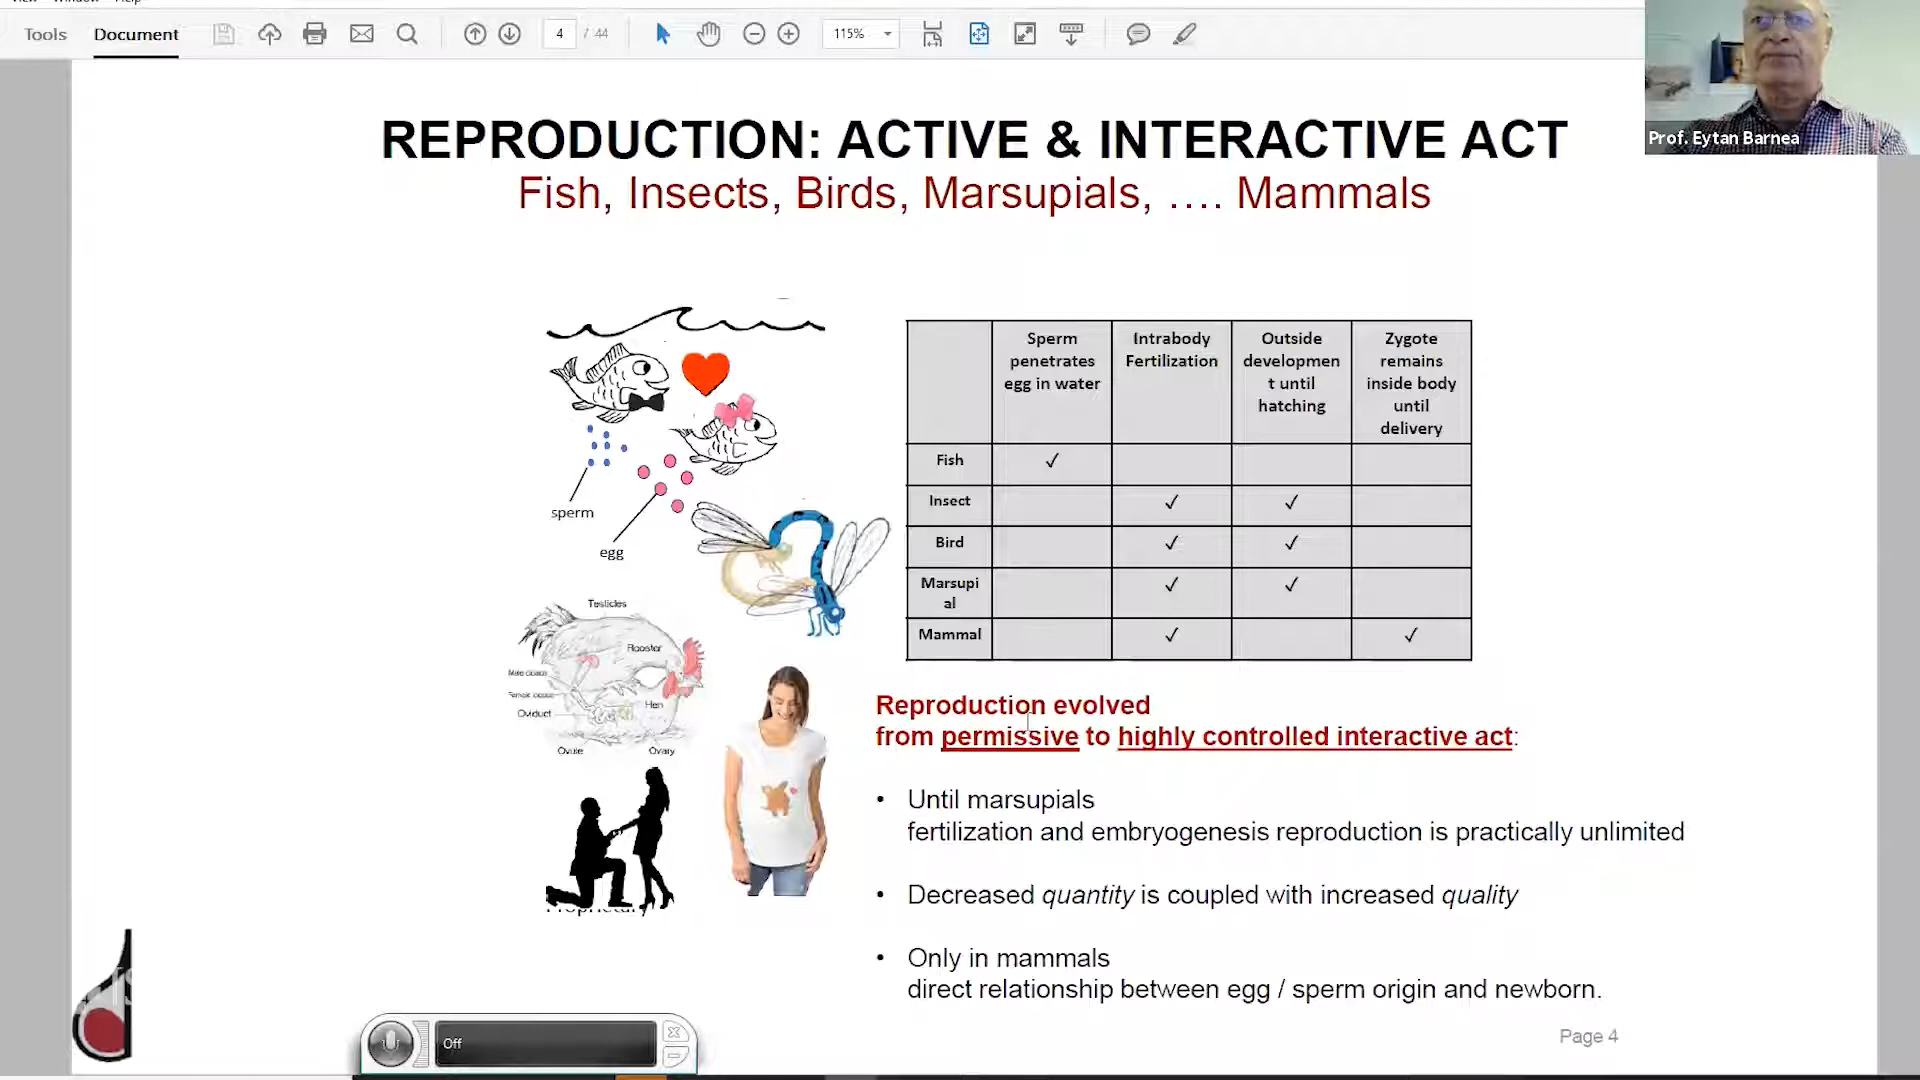 Tools
Document
4 / 44
115%
Prof. Eytan Barnea
REPRODUCTION: ACTIVE & INTERACTIVE ACT
Fish, Insects, Birds, Marsupials, .... Mammals
sperm
egg
Testicles
Rooster
Hen
Oviduct
Ovule
Ovary
Sperm penetrates egg in water
Intrabody Fertilization
Outside developmen t until hatching
Zygote remains inside body until delivery
Fish ✓
Insect ✓ ✓
Bird ✓ ✓
Marsupi al ✓ ✓
Mammal ✓ ✓
Reproduction evolved
from permissive to highly controlled interactive act:
• Until marsupials
fertilization and embryogenesis reproduction is practically unlimited
• Decreased quantity is coupled with increased quality
• Only in mammals
direct relationship between egg / sperm origin and newborn.
Proprietary
Page 4
Off